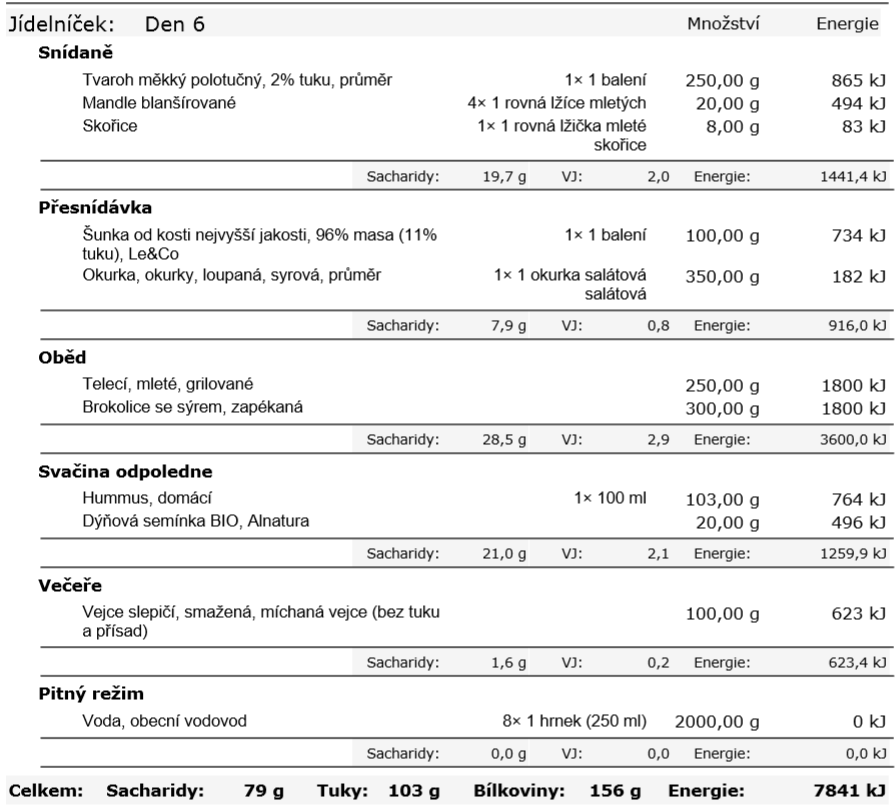 Jídelníček: Den 6 Množství Energie
Snídaně
Tvaroh měkký polotučný, 2% tuku, průměr 1× 1 balení 250,00 g 865 kJ
Mandle blanšírované 4× 1 rovná lžíce mletých 20,00 g 494 kJ
Skořice 1× 1 rovná lžička mleté 8,00 g 83 kJ
skořice
Sacharidy: 19,7 g VJ: 2,0 Energie: 1441,4 kJ
Přesnídávka
Šunka od kosti nejvyšší jakosti, 96% masa (11% 1× 1 balení 100,00 g 734 kJ
tuku), Le&Co
Okurka, okurky, loupaná, syrová, průměr 1× 1 okurka salátová 350,00 g 182 kJ
salátová
Sacharidy: 7,9 g VJ: 0,8 Energie: 916,0 kJ
Oběd
Telecí, mleté, grilované 250,00 g 1800 kJ
Brokolice se sýrem, zapékaná 300,00 g 1800 kJ
Sacharidy: 28,5 g VJ: 2,9 Energie: 3600,0 kJ
Svačina odpoledne
Hummus, domácí 1× 100 ml 103,00 g 764 kJ
Dýňová semínka BIO, Alnatura 20,00 g 496 kJ
Sacharidy: 21,0 g VJ: 2,1 Energie: 1259,9 kJ
Večeře
Vejce slepičí, smažená, míchaná vejce (bez tuku 100,00 g 623 kJ
a přísad)
Sacharidy: 1,6 g VJ: 0,2 Energie: 623,4 kJ
Pitný režim
Voda, obecní vodovod 8× 1 hrnek (250 ml) 2000,00 g 0 kJ
Sacharidy: 0,0 g VJ: 0,0 Energie: 0,0 kJ
Celkem: Sacharidy: 79 g Tuky: 103 g Bílkoviny: 156 g Energie: 7841 kJ